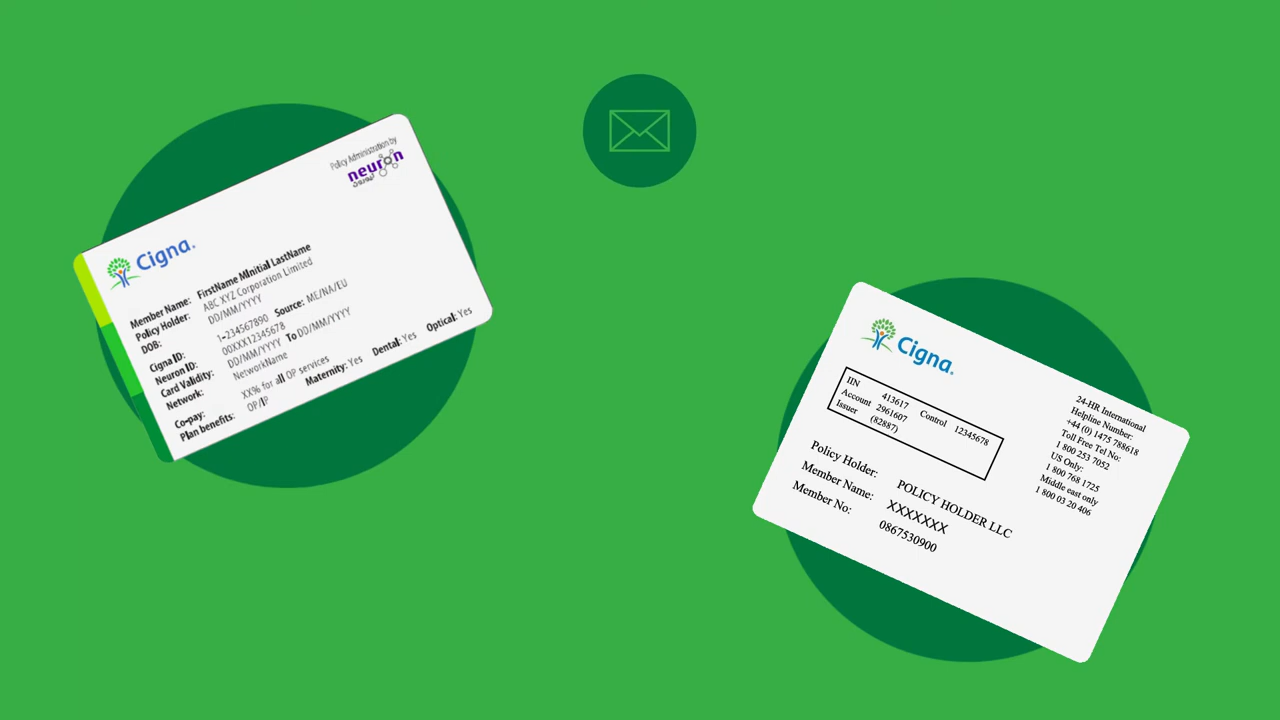 Policy Administration by
neuron
Cigna.
Member Name: FirstName MInitial LastName
Policy Holder: ABC XYZ Corporation Limited
DOB: DD/MM/YYYY
Cigna ID: 1-234567890 Source: ME/NA/EU
Neuron ID: 00XXX12345678
Card Validity: DD/MM/YYYY To DD/MM/YYYY
Network: NetworkName
Co-pay: XX% for all OP services
Plan benefits: OP/IP Maternity: Yes Dental: Yes Optical: Yes
Cigna.
IIN 413617 Control 12345678
Account 2961607
Issuer (82887)
24-HR International
Helpline Number:
+44 (0) 1475 788618
Toll Free Tel No:
1 800 253 7052
US Only:
1 800 768 1725
Middle east only
1 800 03 20 406
Policy Holder: POLICY HOLDER LLC
Member Name: XXXXXXX
Member No: 0867530900